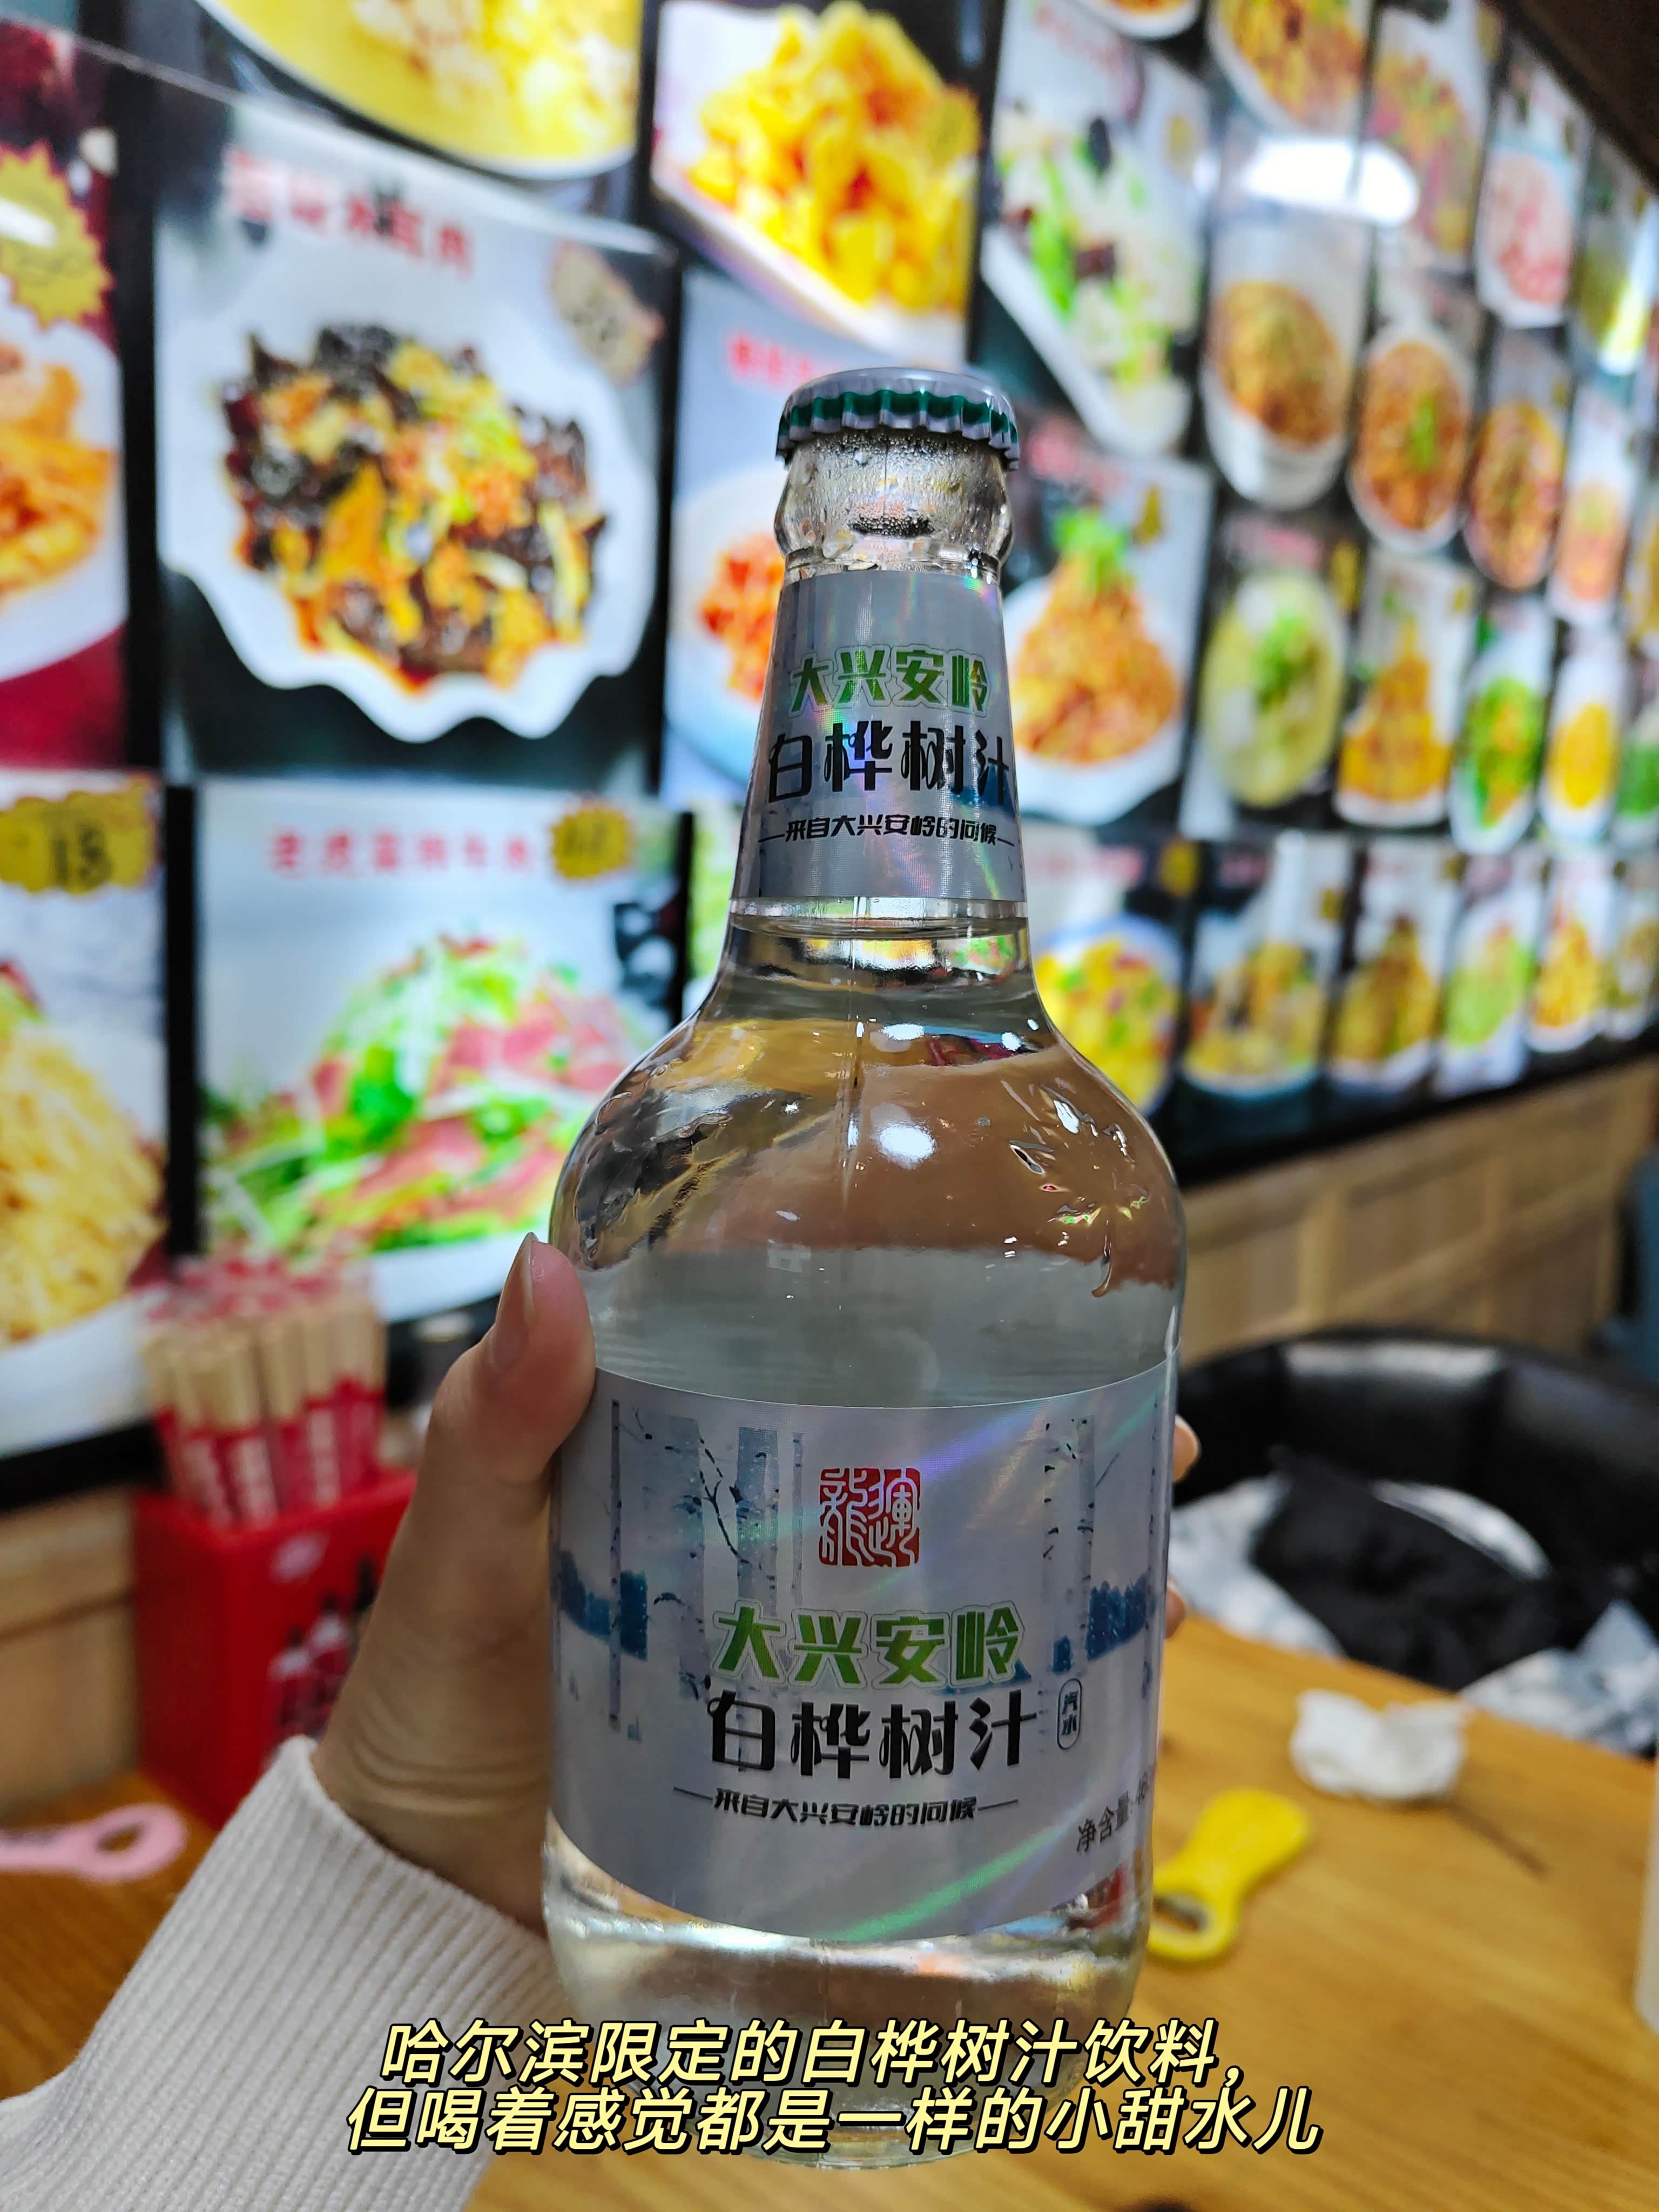 大兴安岭
白桦树汁
—来自大兴安岭的问候—
龍運
大兴安岭
白桦树汁
汽水
—来自大兴安岭的问候—
净含量:
哈尔滨限定的白桦树汁饮料，
但喝着感觉都是一样的小甜水儿